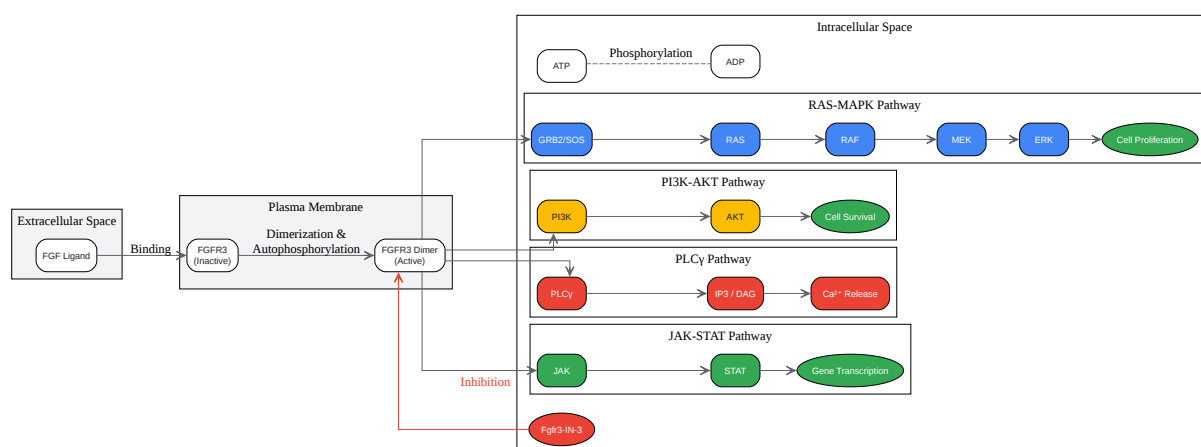 Intracellular Space
ATP
Phosphorylation
ADP
RAS-MAPK Pathway
GRB2/SOS
RAS
RAF
MEK
ERK
Cell Proliferation
PI3K-AKT Pathway
PI3K
AKT
Cell Survival
Plasma Membrane
Extracellular Space
FGF Ligand
Binding
FGFR3
(Inactive)
Dimerization &
Autophosphorylation
FGFR3 Dimer
(Active)
PLCγ Pathway
PLCγ
IP3 / DAG
Ca²⁺ Release
JAK-STAT Pathway
JAK
STAT
Gene Transcription
Inhibition
Fgfr3-IN-3